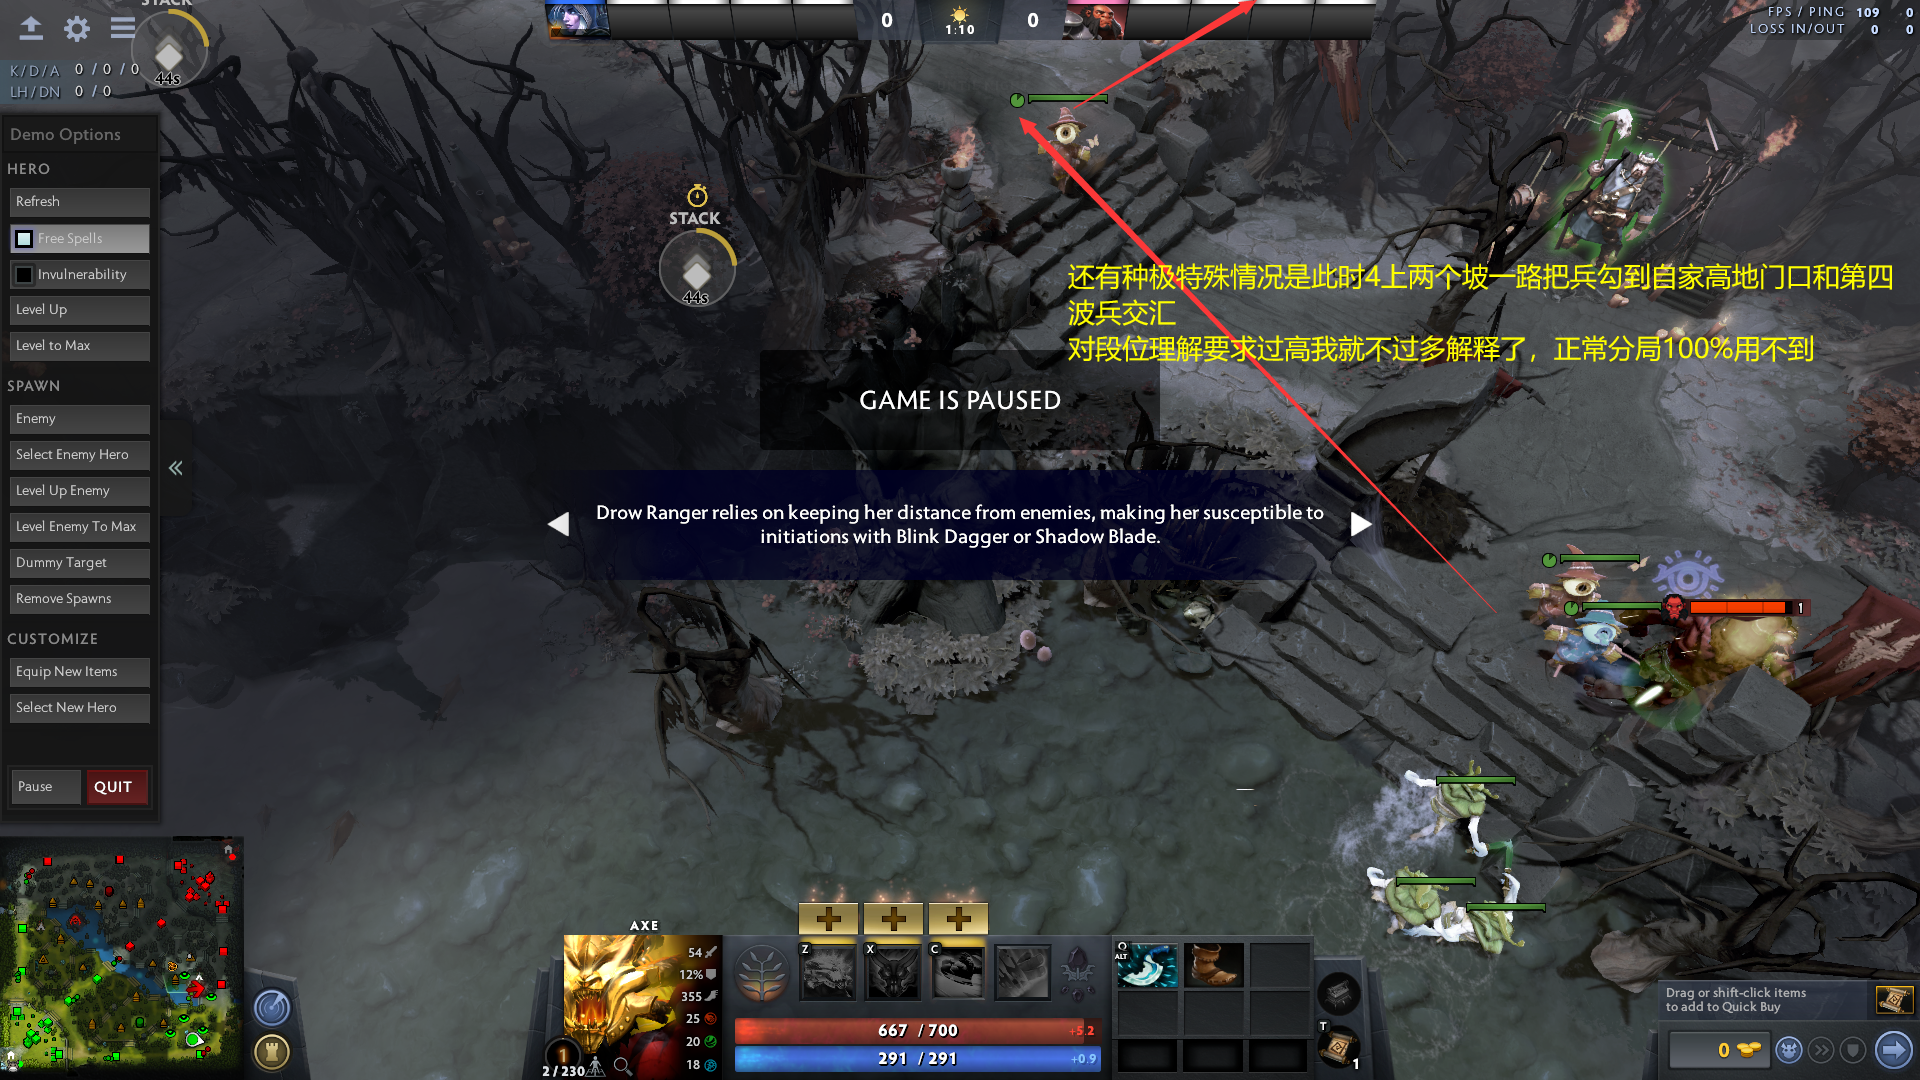 STACK
44s
0
1:10
0
FPS / PING 109 0
LOSS IN/OUT 0 0
K/D/A 0 / 0 / 0
LH/DN 0 / 0
Demo Options
HERO
Refresh
Free Spells
Invulnerability
Level Up
Level to Max
SPAWN
Enemy
Select Enemy Hero
Level Up Enemy
Level Enemy To Max
Dummy Target
Remove Spawns
CUSTOMIZE
Equip New Items
Select New Hero
Pause
QUIT
STACK
44s
还有种极特殊情况是此时4上两个坡一路把兵勾到自家高地门口和第四
波兵交汇
对段位理解要求过高我就不过多解释了，正常分局100%用不到
GAME IS PAUSED
Drow Ranger relies on keeping her distance from enemies, making her susceptible to
initiations with Blink Dagger or Shadow Blade.
1
AXE
54
12%
355
25
20
18
1
2 / 230
Z
X
C
667 / 700
+5.2
291 / 291
+0.9
Q
ALT
T
1
Drag or shift-click items
to add to Quick Buy
0